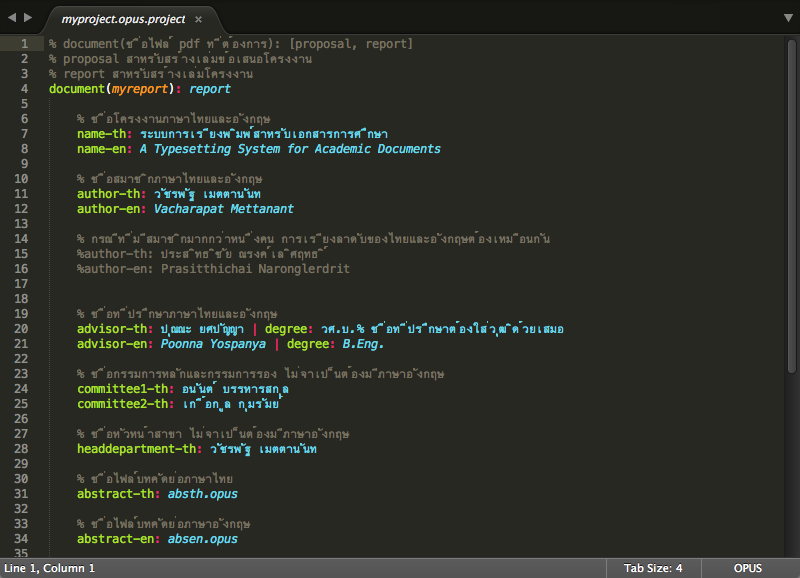 myproject.opus.project ×
1 % document(ชื่อไฟล์ pdf ที่ต้องการ): [proposal, report]
2 % proposal สำหรับสร้างเล่มข้อเสนอโครงงาน
3 % report สำหรับสร้างเล่มโครงงาน
4 document(myreport): report
5
6 % ชื่อโครงงานภาษาไทยและอังกฤษ
7 name-th: ระบบการเรียงพิมพ์สำหรับเอกสารการศึกษา
8 name-en: A Typesetting System for Academic Documents
9
10 % ชื่อสมาชิกภาษาไทยและอังกฤษ
11 author-th: วัชรพัฐ เมตตานันท
12 author-en: Vacharapat Mettanant
13
14 % กรณีที่มีสมาชิกมากกว่าหนึ่งคน การเรียงลำดับของไทยและอังกฤษต้องเหมือนกัน
15 %author-th: ประสิทธิชัย ณรงค์เลิศฤทธิ์
16 %author-en: Prasitthichai Naronglerdrit
17
18
19 % ชื่อที่ปรึกษาภาษาไทยและอังกฤษ
20 advisor-th: ปุณณะ ยศปัญญา | degree: วศ.บ.% ชื่อที่ปรึกษาต้องใส่วุฒิด้วยเสมอ
21 advisor-en: Poonna Yospanya | degree: B.Eng.
22
23 % ชื่อกรรมการหลักและกรรมการรอง ไม่จำเป็นต้องมีภาษาอังกฤษ
24 committee1-th: อนันต์ บรรหารสกุล
25 committee2-th: เกื้อกูล กุมรัมย์
26
27 % ชื่อหัวหน้าสาขา ไม่จำเป็นต้องมีภาษาอังกฤษ
28 headdepartment-th: วัชรพัฐ เมตตานันท
29
30 % ชื่อไฟล์บทคัดย่อภาษาไทย
31 abstract-th: absth.opus
32
33 % ชื่อไฟล์บทคัดย่อภาษาอังกฤษ
34 abstract-en: absen.opus
35
Line 1, Column 1 Tab Size: 4 OPUS